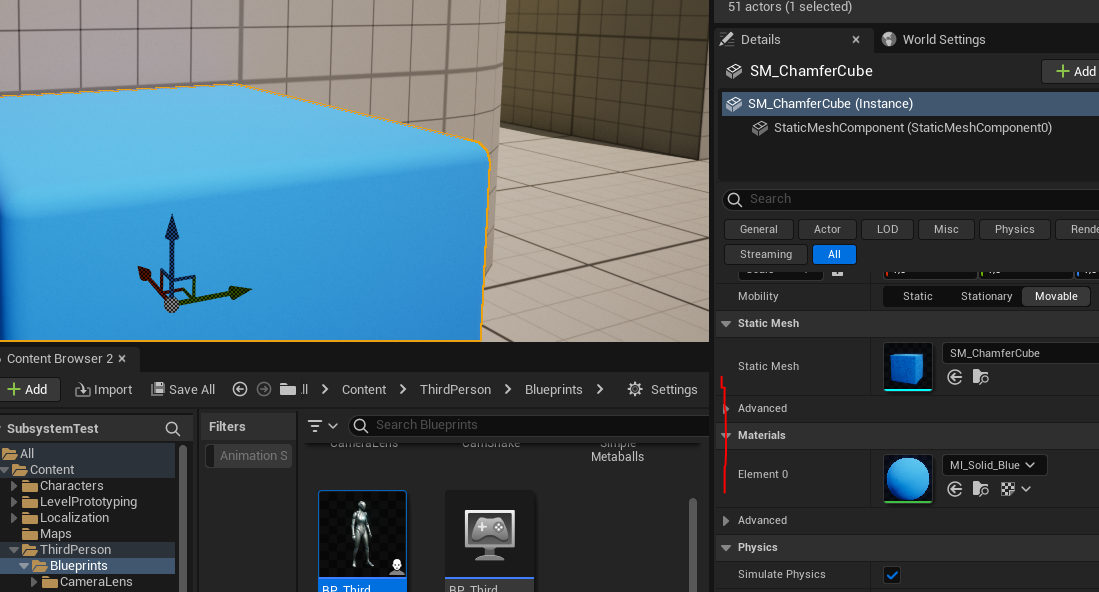 51 actors (1 selected)
Details
World Settings
SM_ChamferCube
Add
SM_ChamferCube (Instance)
StaticMeshComponent (StaticMeshComponent0)
Search
General
Actor
LOD
Misc
Physics
Rende
Streaming
All
Mobility
Static
Stationary
Movable
Static Mesh
Static Mesh
SM_ChamferCube
Advanced
Materials
Element 0
MI_Solid_Blue
Advanced
Physics
Simulate Physics
Content Browser 2
Add
Import
Save All
ll
Content
ThirdPerson
Blueprints
Settings
SubsystemTest
All
Content
Characters
LevelPrototyping
Localization
Maps
ThirdPerson
Blueprints
CameraLens
Filters
Animation S
Search Blueprints
CameraLens
CamShake
Simple
Metaballs
BP_Third
BP_Third